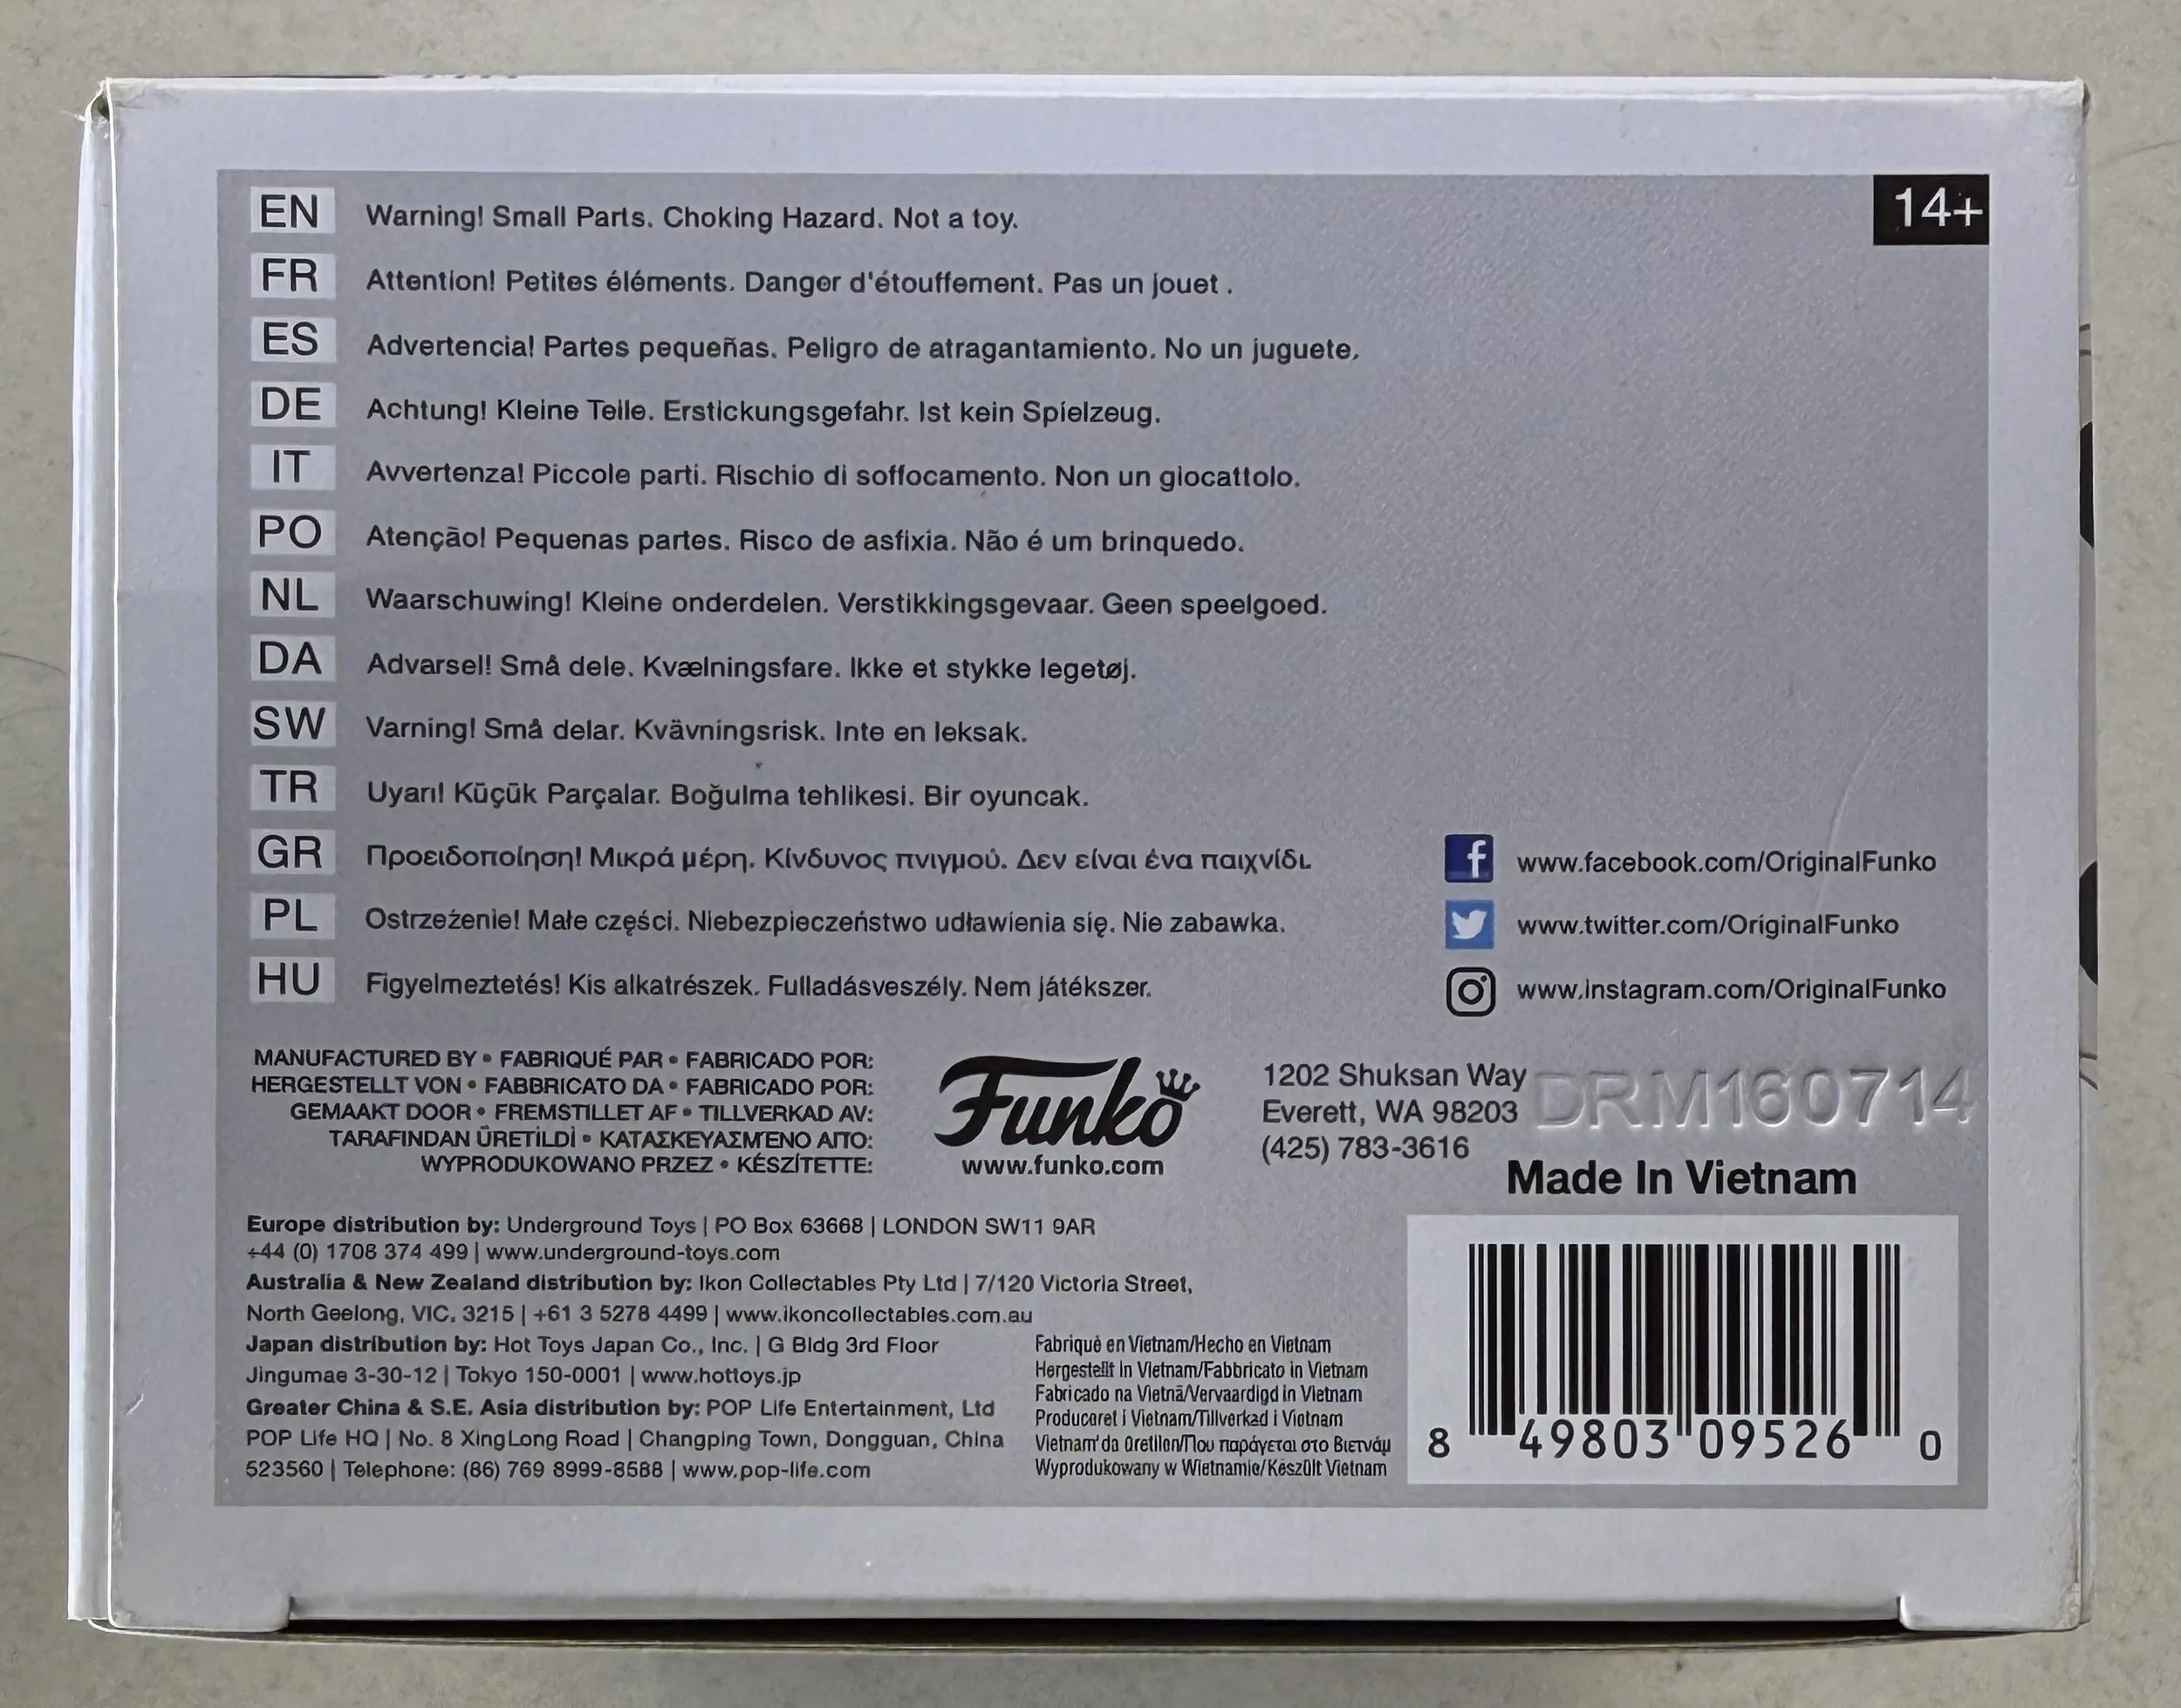 14+
EN Warning! Small Parts. Choking Hazard. Not a toy.
FR Attention! Petites éléments. Danger d'étouffement. Pas un jouet .
ES Advertencia! Partes pequeñas. Peligro de atragantamiento. No un juguete.
DE Achtung! Kleine Teile. Erstickungsgefahr. Ist kein Spielzeug.
IT Avvertenza! Piccole parti. Rischio di soffocamento. Non un giocattolo.
PO Atenção! Pequenas partes. Risco de asfixia. Não é um brinquedo.
NL Waarschuwing! Kleine onderdelen. Verstikkingsgevaar. Geen speelgoed.
DA Advarsel! Små dele. Kvælningsfare. Ikke et stykke legetøj.
SW Varning! Små delar. Kvävningsrisk. Inte en leksak.
TR Uyarı! Küçük Parçalar. Boğulma tehlikesi. Bir oyuncak.
GR Προειδοποίηση! Μικρά μέρη. Κίνδυνος πνιγμού. Δεν είναι ένα παιχνίδι.
PL Ostrzeżenie! Małe części. Niebezpieczeństwo udławienia się. Nie zabawka.
HU Figyelmeztetés! Kis alkatrészek. Fulladásveszély. Nem játékszer.
www.facebook.com/OriginalFunko
www.twitter.com/OriginalFunko
www.instagram.com/OriginalFunko
MANUFACTURED BY • FABRIQUÉ PAR • FABRICADO POR:
HERGESTELLT VON • FABBRICATO DA • FABRICADO POR:
GEMAAKT DOOR • FREMSTILLET AF • TILLVERKAD AV:
TARAFINDAN ÜRETİLDİ • ΚΑΤΑΣΚΕΥΑΣΜΈΝΟ ΑΠΌ:
WYPRODUKOWANO PRZEZ • KÉSZÍTETTE:
Funko
www.funko.com
1202 Shuksan Way
Everett, WA 98203
(425) 783-3616
DRM160714
Made In Vietnam
Europe distribution by: Underground Toys | PO Box 63668 | LONDON SW11 9AR
+44 (0) 1708 374 499 | www.underground-toys.com
Australia & New Zealand distribution by: Ikon Collectables Pty Ltd | 7/120 Victoria Street,
North Geelong, VIC, 3215 | +61 3 5278 4499 | www.ikoncollectables.com.au
Japan distribution by: Hot Toys Japan Co., Inc. | G Bldg 3rd Floor
Jingumae 3-30-12 | Tokyo 150-0001 | www.hottoys.jp
Greater China & S.E. Asia distribution by: POP Life Entertainment, Ltd
POP Life HQ | No. 8 XingLong Road | Changping Town, Dongguan, China
523560 | Telephone: (86) 769 8999-8588 | www.pop-life.com
Fabriqué en Vietnam/Hecho en Vietnam
Hergestellt in Vietnam/Fabbricato in Vietnam
Fabricado na Vietnã/Vervaardigd in Vietnam
Produceret i Vietnam/Tillverkad i Vietnam
Vietnam'da üretilen/Που παράγεται στο Βιετνάμ
Wyprodukowany w Wietnamie/Készült Vietnam
8 49803 09526 0